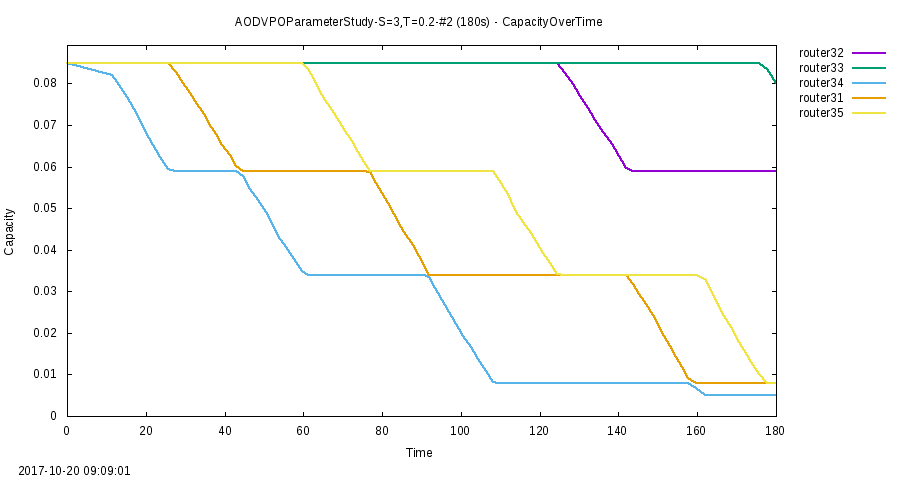 AODVPOParameterStudy-S=3,T=0.2-#2 (180s) - CapacityOverTime
router32
router33
router34
router31
router35
0.08
0.07
0.06
0.05
0.04
0.03
0.02
0.01
0
Capacity
0 20 40 60 80 100 120 140 160 180
Time
2017-10-20 09:09:01